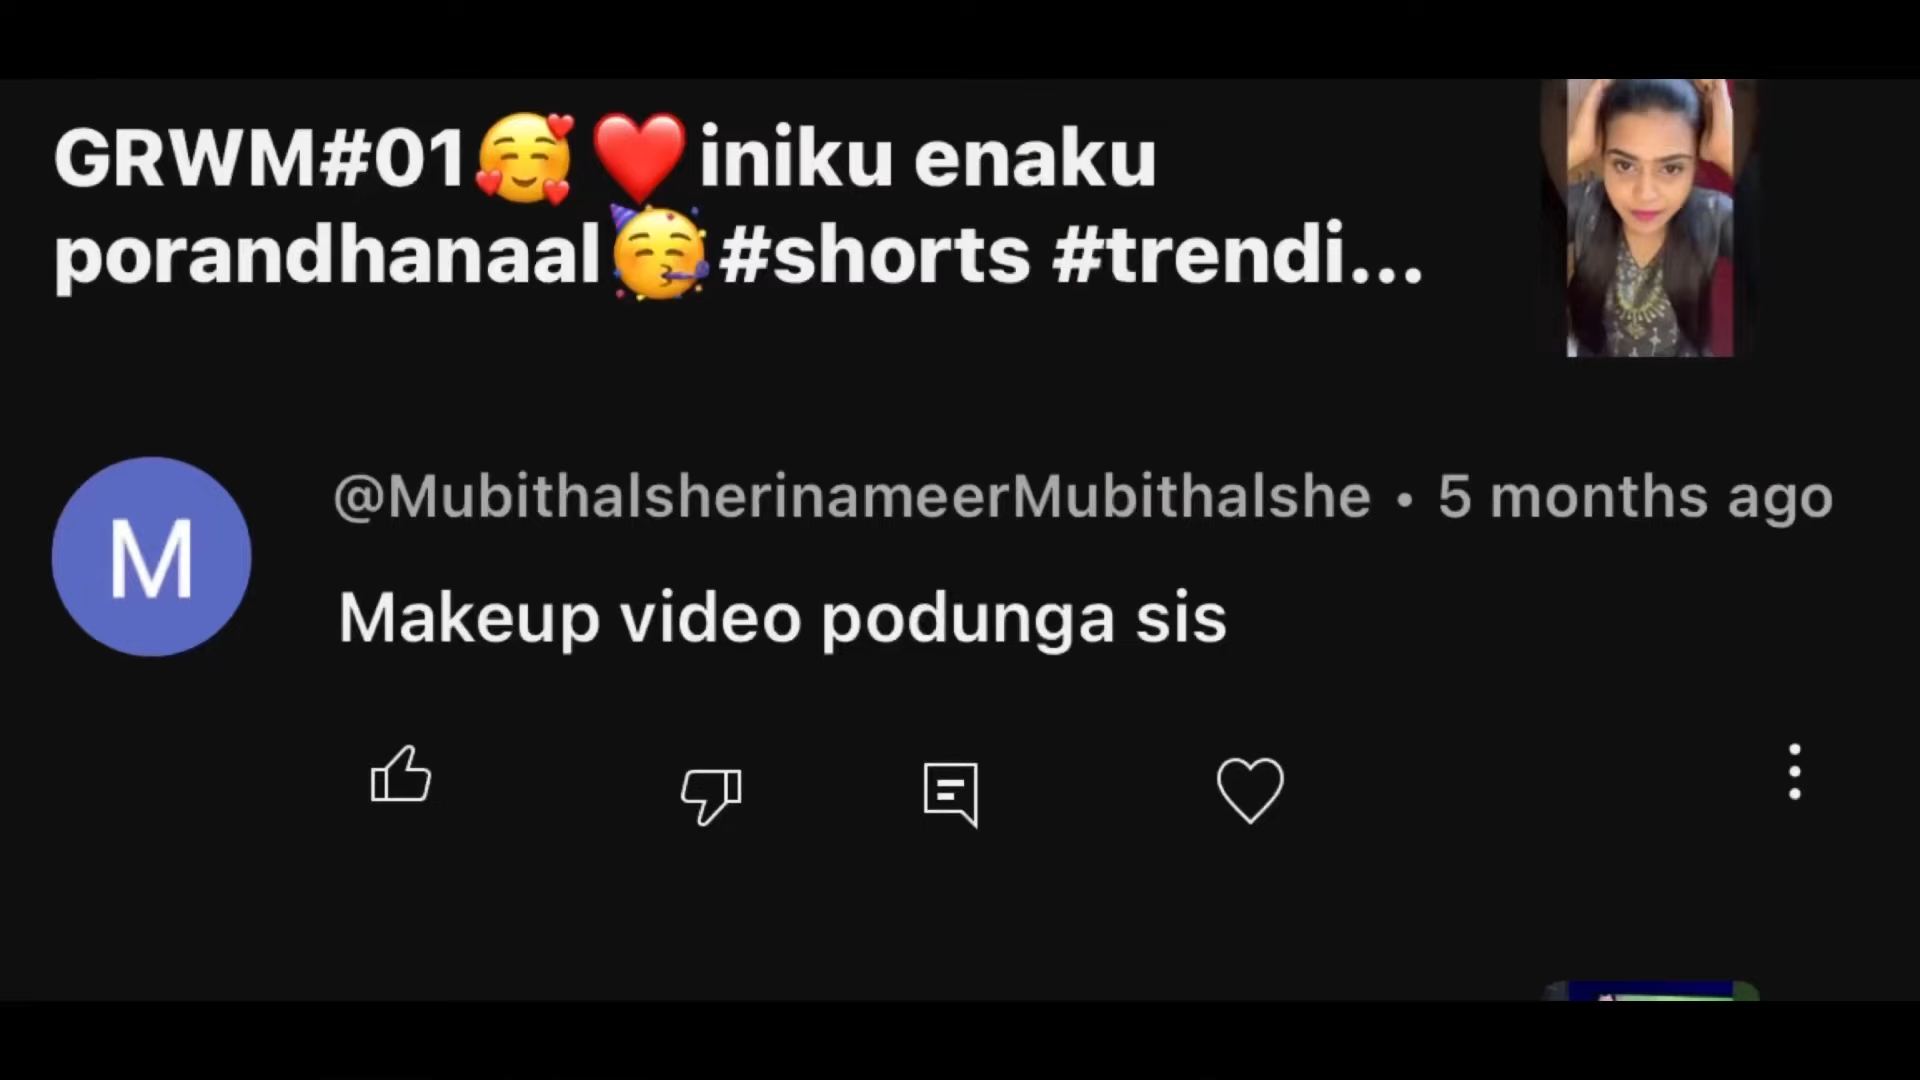 GRWM#01🥰❤️iniku enaku
porandhanaal🥳#shorts #trendi...
@MubithalsherinameerMubithalshe • 5 months ago
M
Makeup video podunga sis